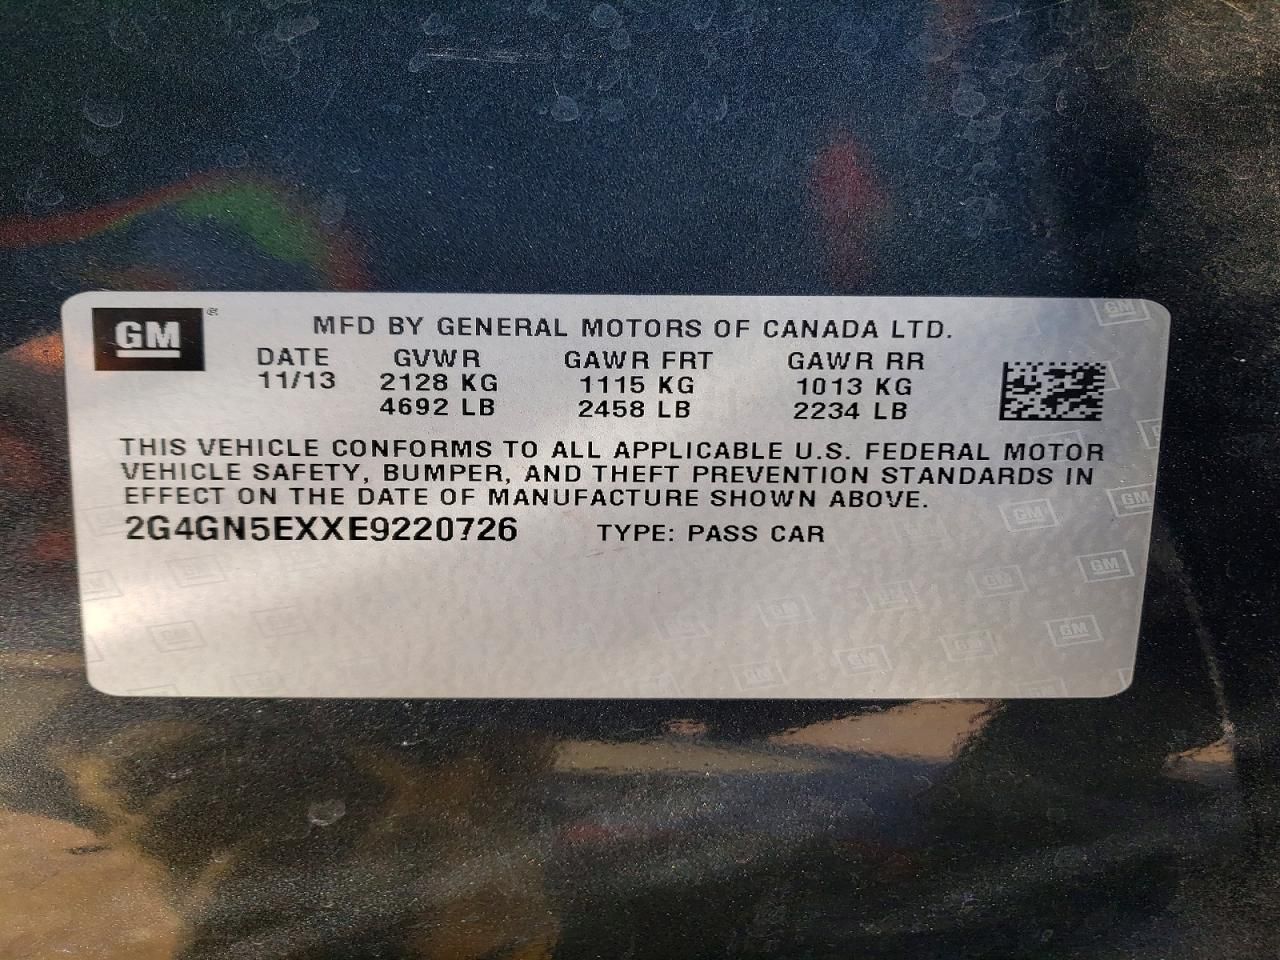 GM®
MFD BY GENERAL MOTORS OF CANADA LTD.
DATE GVWR GAWR FRT GAWR RR
11/13 2128 KG 1115 KG 1013 KG
4692 LB 2458 LB 2234 LB
THIS VEHICLE CONFORMS TO ALL APPLICABLE U.S. FEDERAL MOTOR
VEHICLE SAFETY, BUMPER, AND THEFT PREVENTION STANDARDS IN
EFFECT ON THE DATE OF MANUFACTURE SHOWN ABOVE.
2G4GN5EXXE9220726 TYPE: PASS CAR